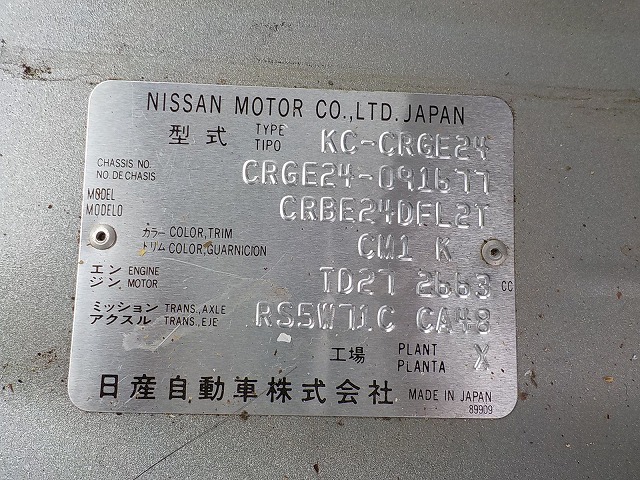 NISSAN MOTOR CO.,LTD. JAPAN
型式 TYPE TIPO KC-CRGE24
CHASSIS NO. NO DE CHASIS CRGE24-091677
MODEL MODELO CRBE24DFL2T
カラー COLOR,TRIM トリム COLOR,GUARNICION CM1 K
エンジン ENGINE MOTOR TD27 2663 CC
ミッション TRANS.,AXLE アクスル TRANS.,EJE RS5W71C CA48
工場 PLANT PLANTA X
日産自動車株式会社 MADE IN JAPAN
89909